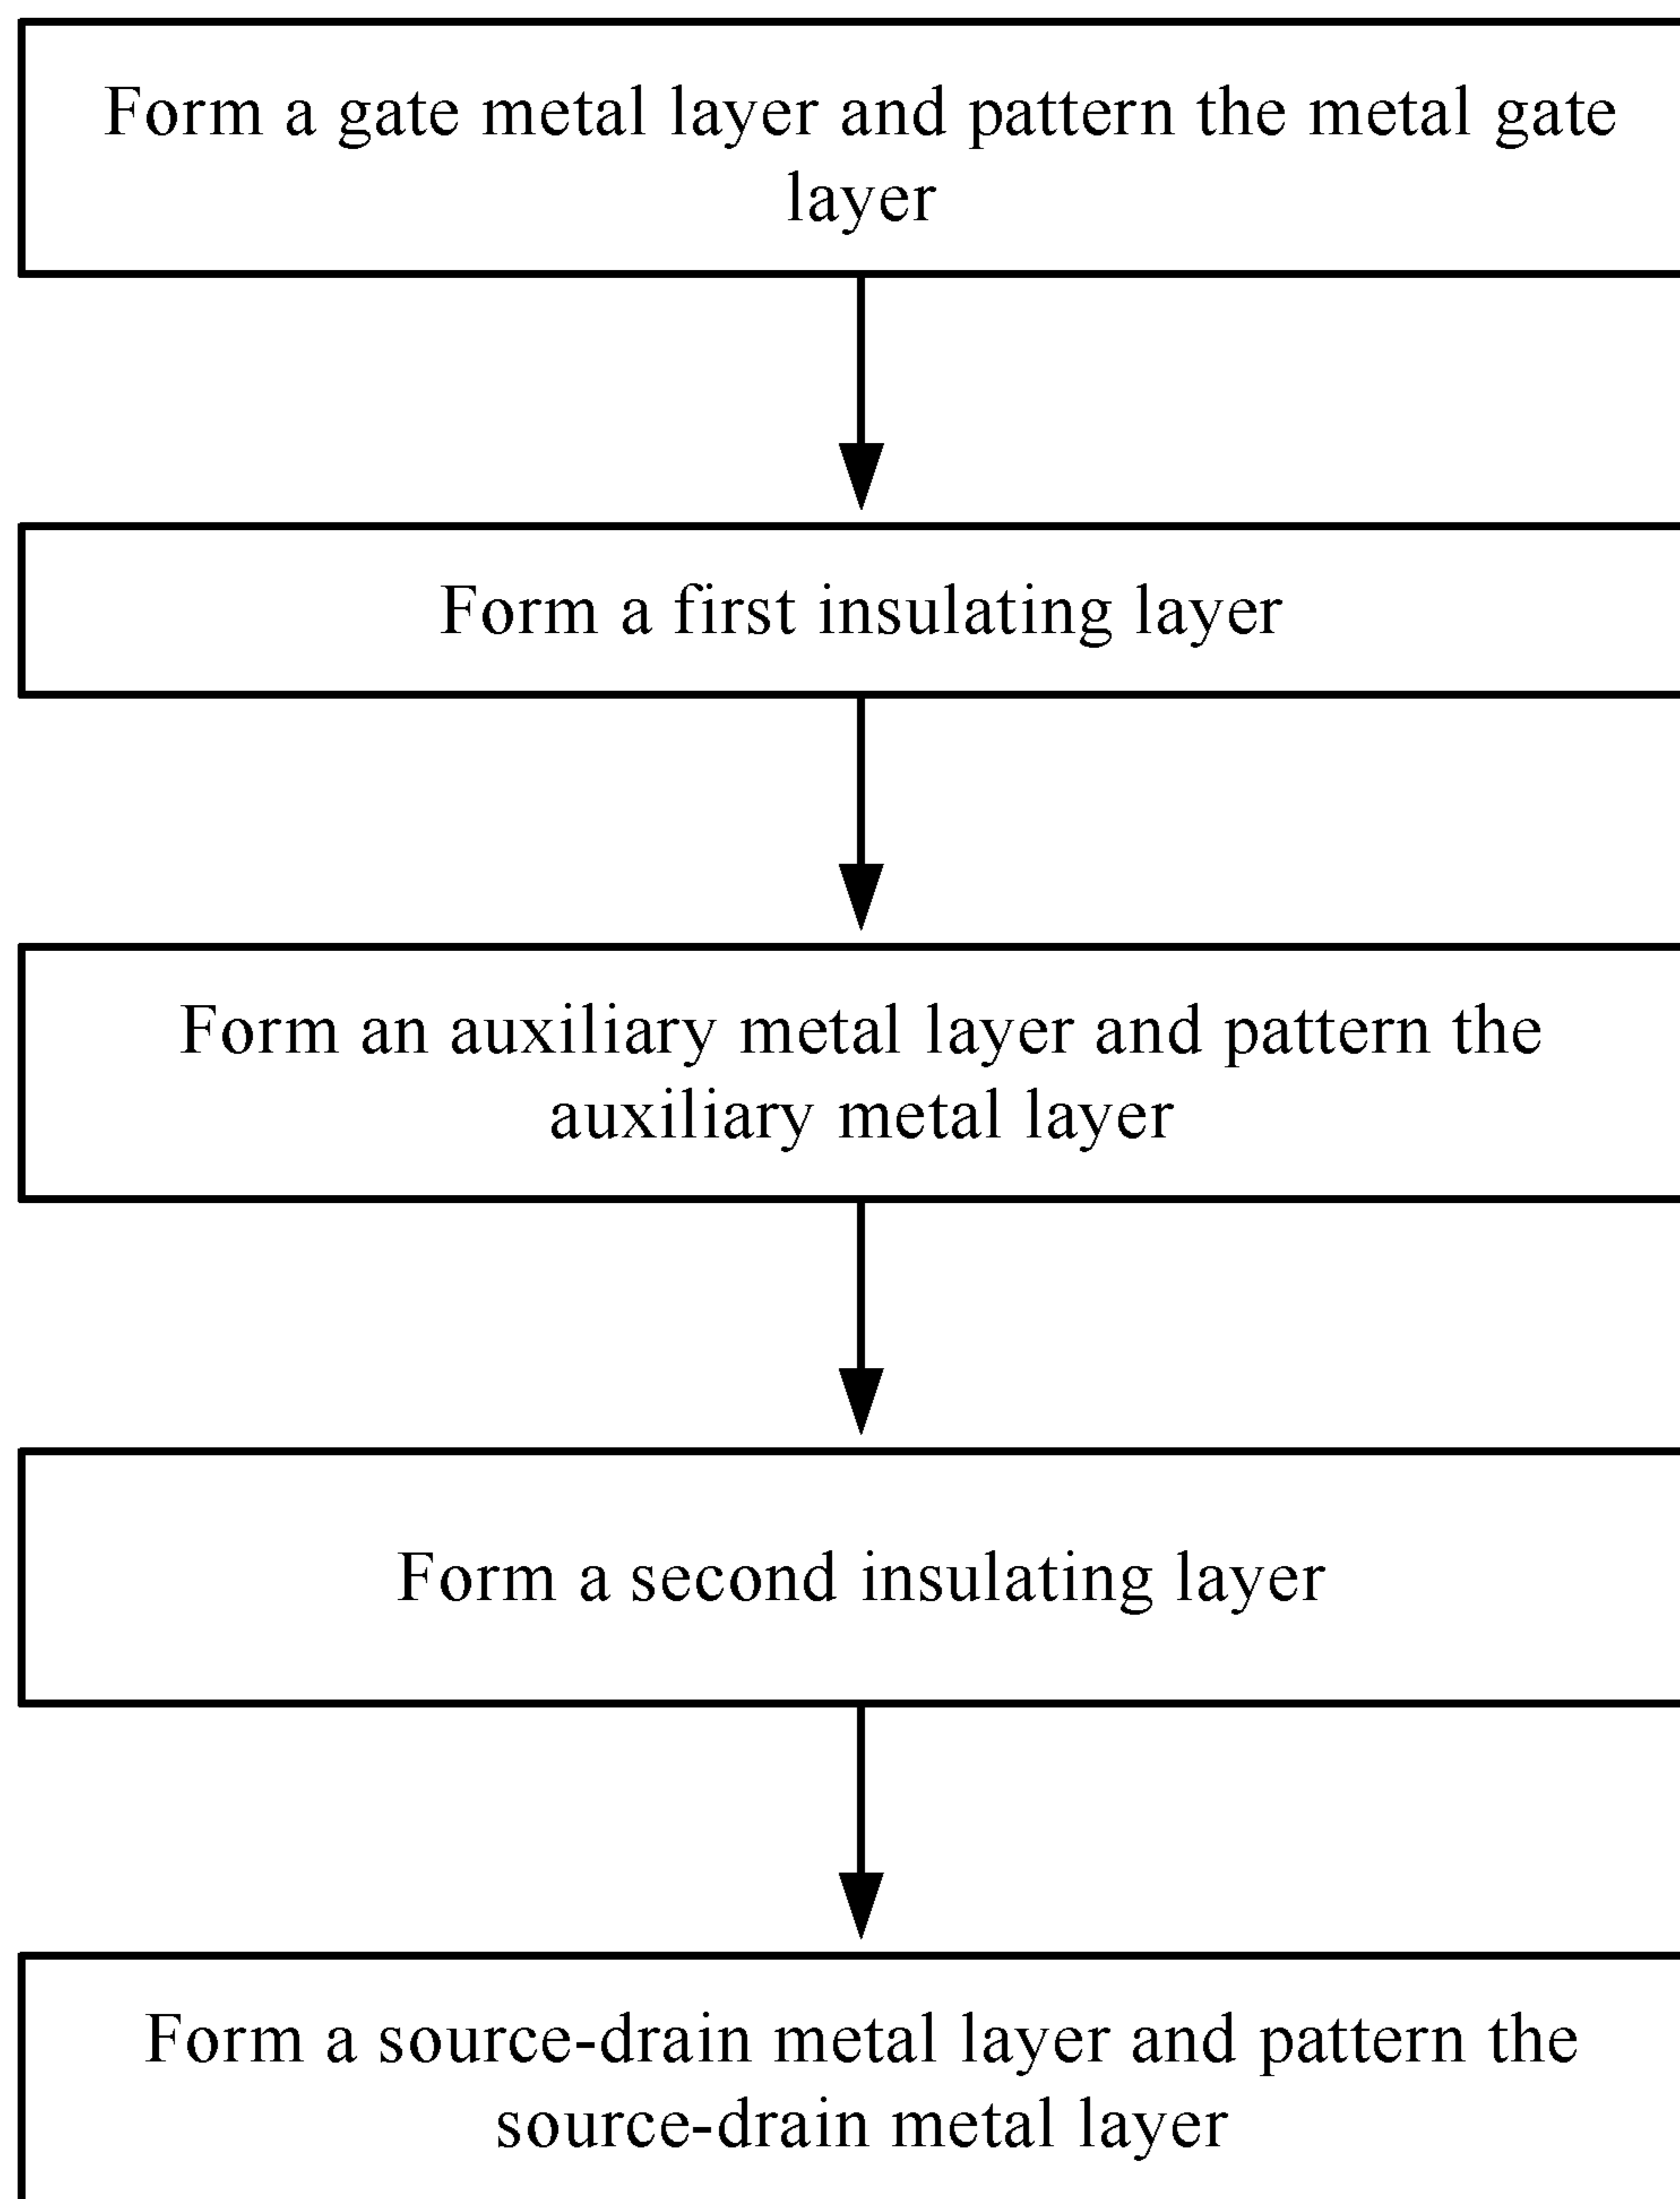 Form a gate metal layer and pattern the metal gate
layer
Form a first insulating layer
Form an auxiliary metal layer and pattern the
auxiliary metal layer
Form a second insulating layer
Form a source-drain metal layer and pattern the
source-drain metal layer